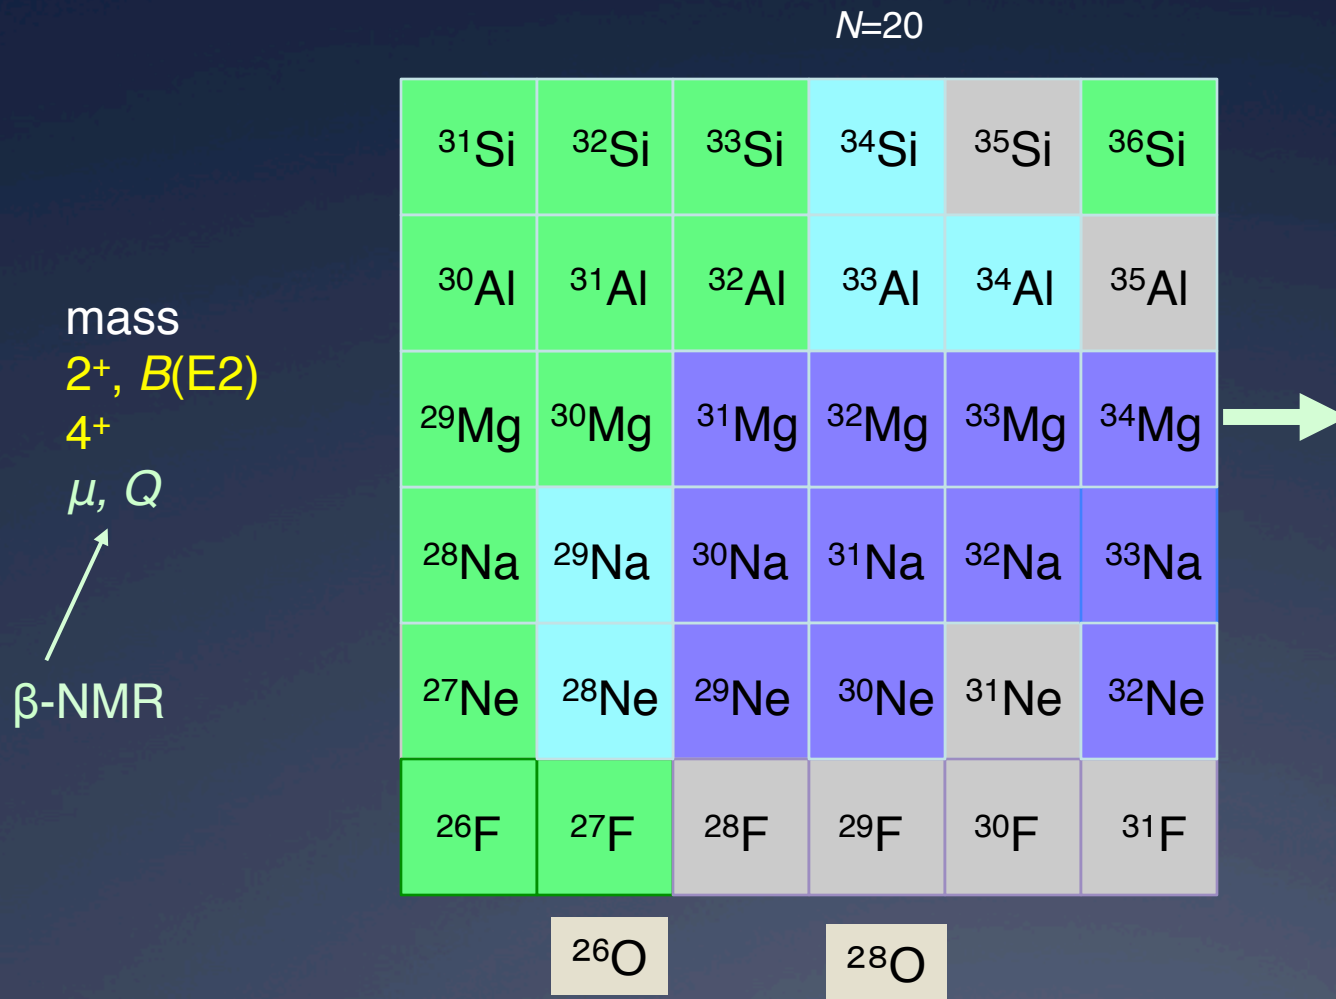 N=20
³¹Si ³²Si ³³Si ³⁴Si ³⁵Si ³⁶Si
³⁰Al ³¹Al ³²Al ³³Al ³⁴Al ³⁵Al
mass
2⁺, B(E2)
4⁺
μ, Q
²⁹Mg ³⁰Mg ³¹Mg ³²Mg ³³Mg ³⁴Mg
²⁸Na ²⁹Na ³⁰Na ³¹Na ³²Na ³³Na
β-NMR
²⁷Ne ²⁸Ne ²⁹Ne ³⁰Ne ³¹Ne ³²Ne
²⁶F ²⁷F ²⁸F ²⁹F ³⁰F ³¹F
²⁶O ²⁸O